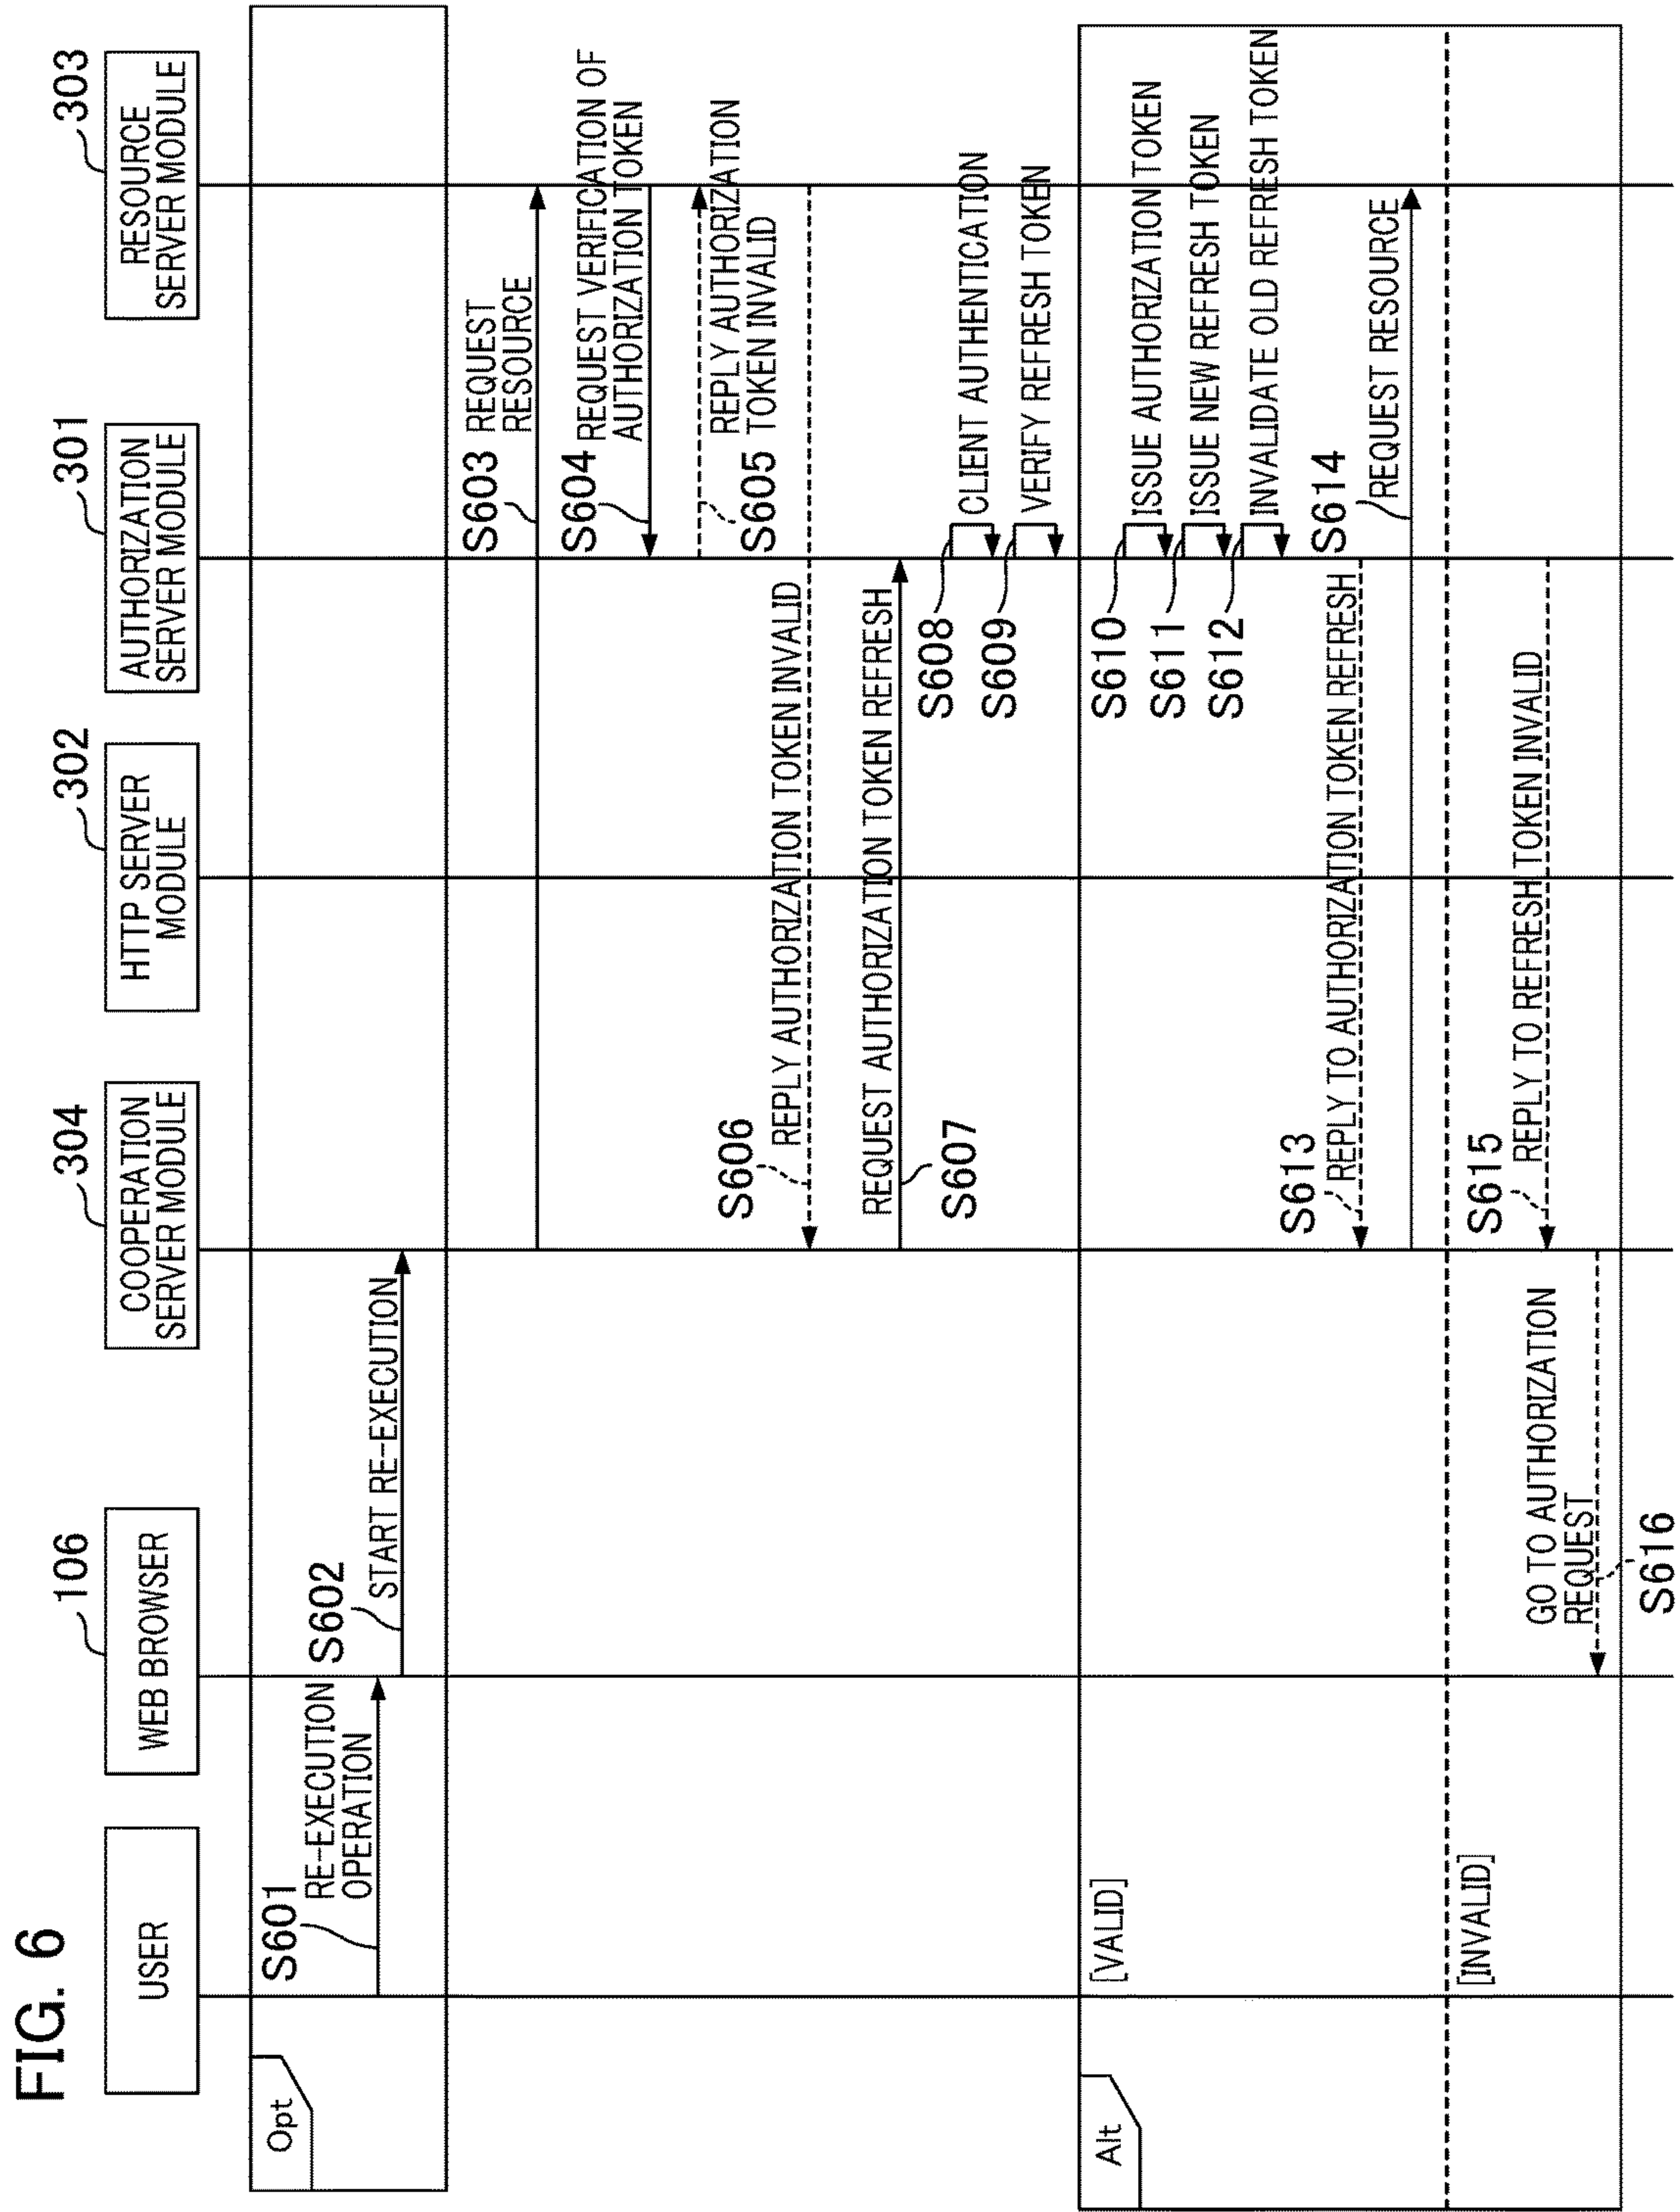 FIG. 6
USER
106
WEB BROWSER
304
COOPERATION
SERVER MODULE
302
HTTP SERVER
MODULE
301
AUTHORIZATION
SERVER MODULE
303
RESOURCE
SERVER MODULE
Opt
S601
RE-EXECUTION
OPERATION
S602
START RE-EXECUTION
S603
REQUEST
RESOURCE
S604
REQUEST VERIFICATION OF
AUTHORIZATION TOKEN
REPLY AUTHORIZATION
TOKEN INVALID
S605
S606
REPLY AUTHORIZATION TOKEN INVALID
REQUEST AUTHORIZATION TOKEN REFRESH
S607
S608
CLIENT AUTHENTICATION
S609
VERIFY REFRESH TOKEN
Alt
[VALID]
S610
ISSUE AUTHORIZATION TOKEN
S611
ISSUE NEW REFRESH TOKEN
S612
INVALIDATE OLD REFRESH TOKEN
S613
REPLY TO AUTHORIZATION TOKEN REFRESH
S614
REQUEST RESOURCE
[INVALID]
S615
REPLY TO REFRESH TOKEN INVALID
GO TO AUTHORIZATION
REQUEST
S616